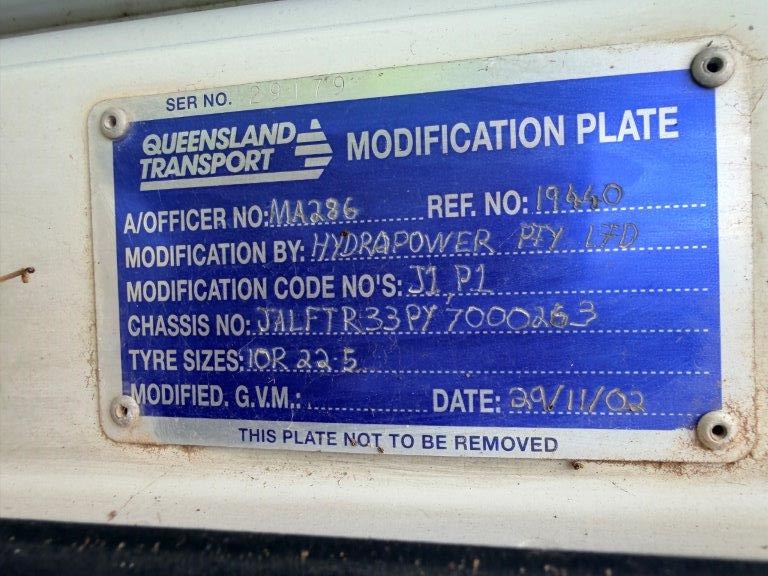 SER NO. 29179
QUEENSLAND TRANSPORT MODIFICATION PLATE
A/OFFICER NO: MA286 REF. NO: 19440
MODIFICATION BY: HYDRAPOWER PTY LTD
MODIFICATION CODE NO'S: J1, P1
CHASSIS NO: JALFTR33PY7000263
TYRE SIZES: 10R 22.5
MODIFIED. G.V.M.: DATE: 29/11/02
THIS PLATE NOT TO BE REMOVED